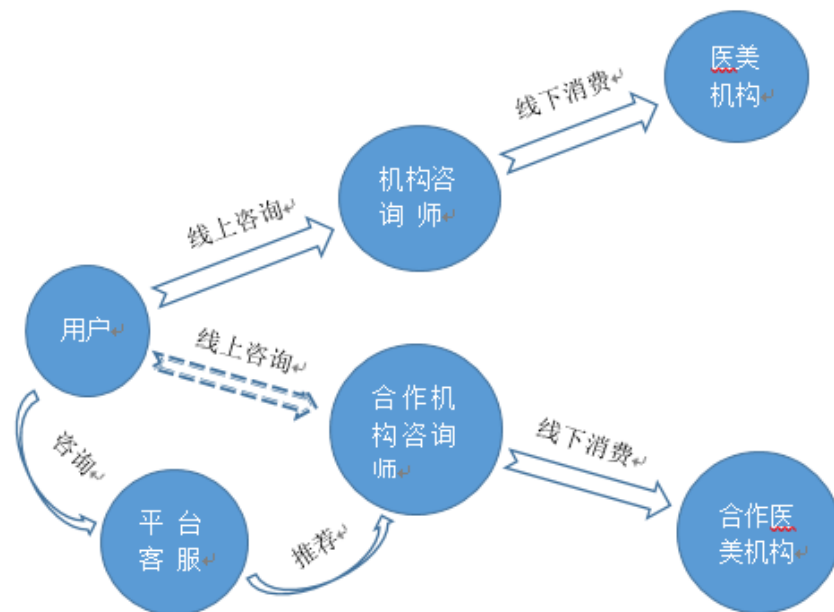 医美
机构
线下消费
机构咨
询 师
线上咨询
用户
线上咨询
合作机
构咨询
师
线下消费
咨询
平 台
客 服
推荐
合作医
美机构